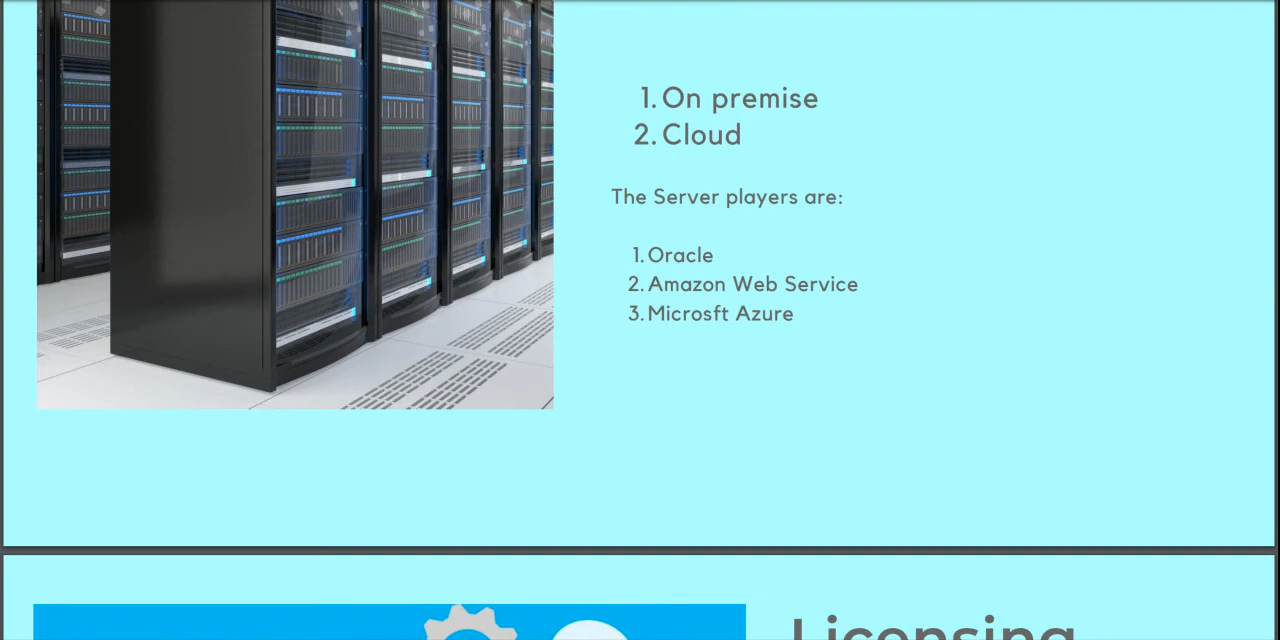 1. On premise
2. Cloud
The Server players are:
1. Oracle
2. Amazon Web Service
3. Microsft Azure
Licensing